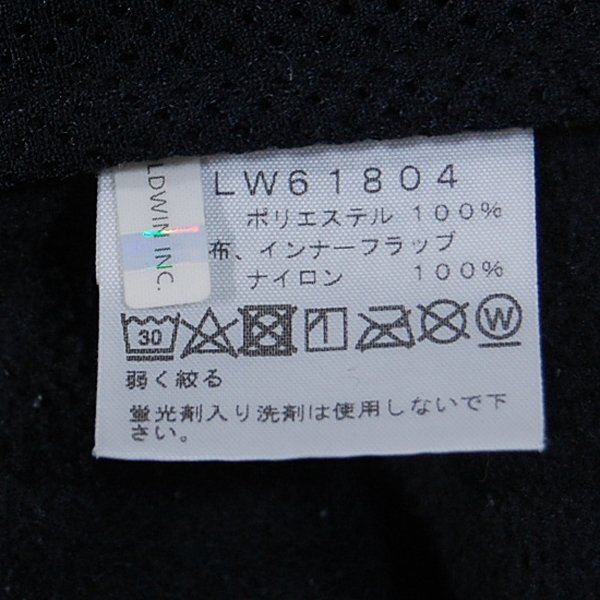 LW61804
ポリエステル 100%
布、インナーフラップ
ナイロン 100%
LDWIN INC.
30
W
弱く絞る
蛍光剤入り洗剤は使用しないで下
さい。